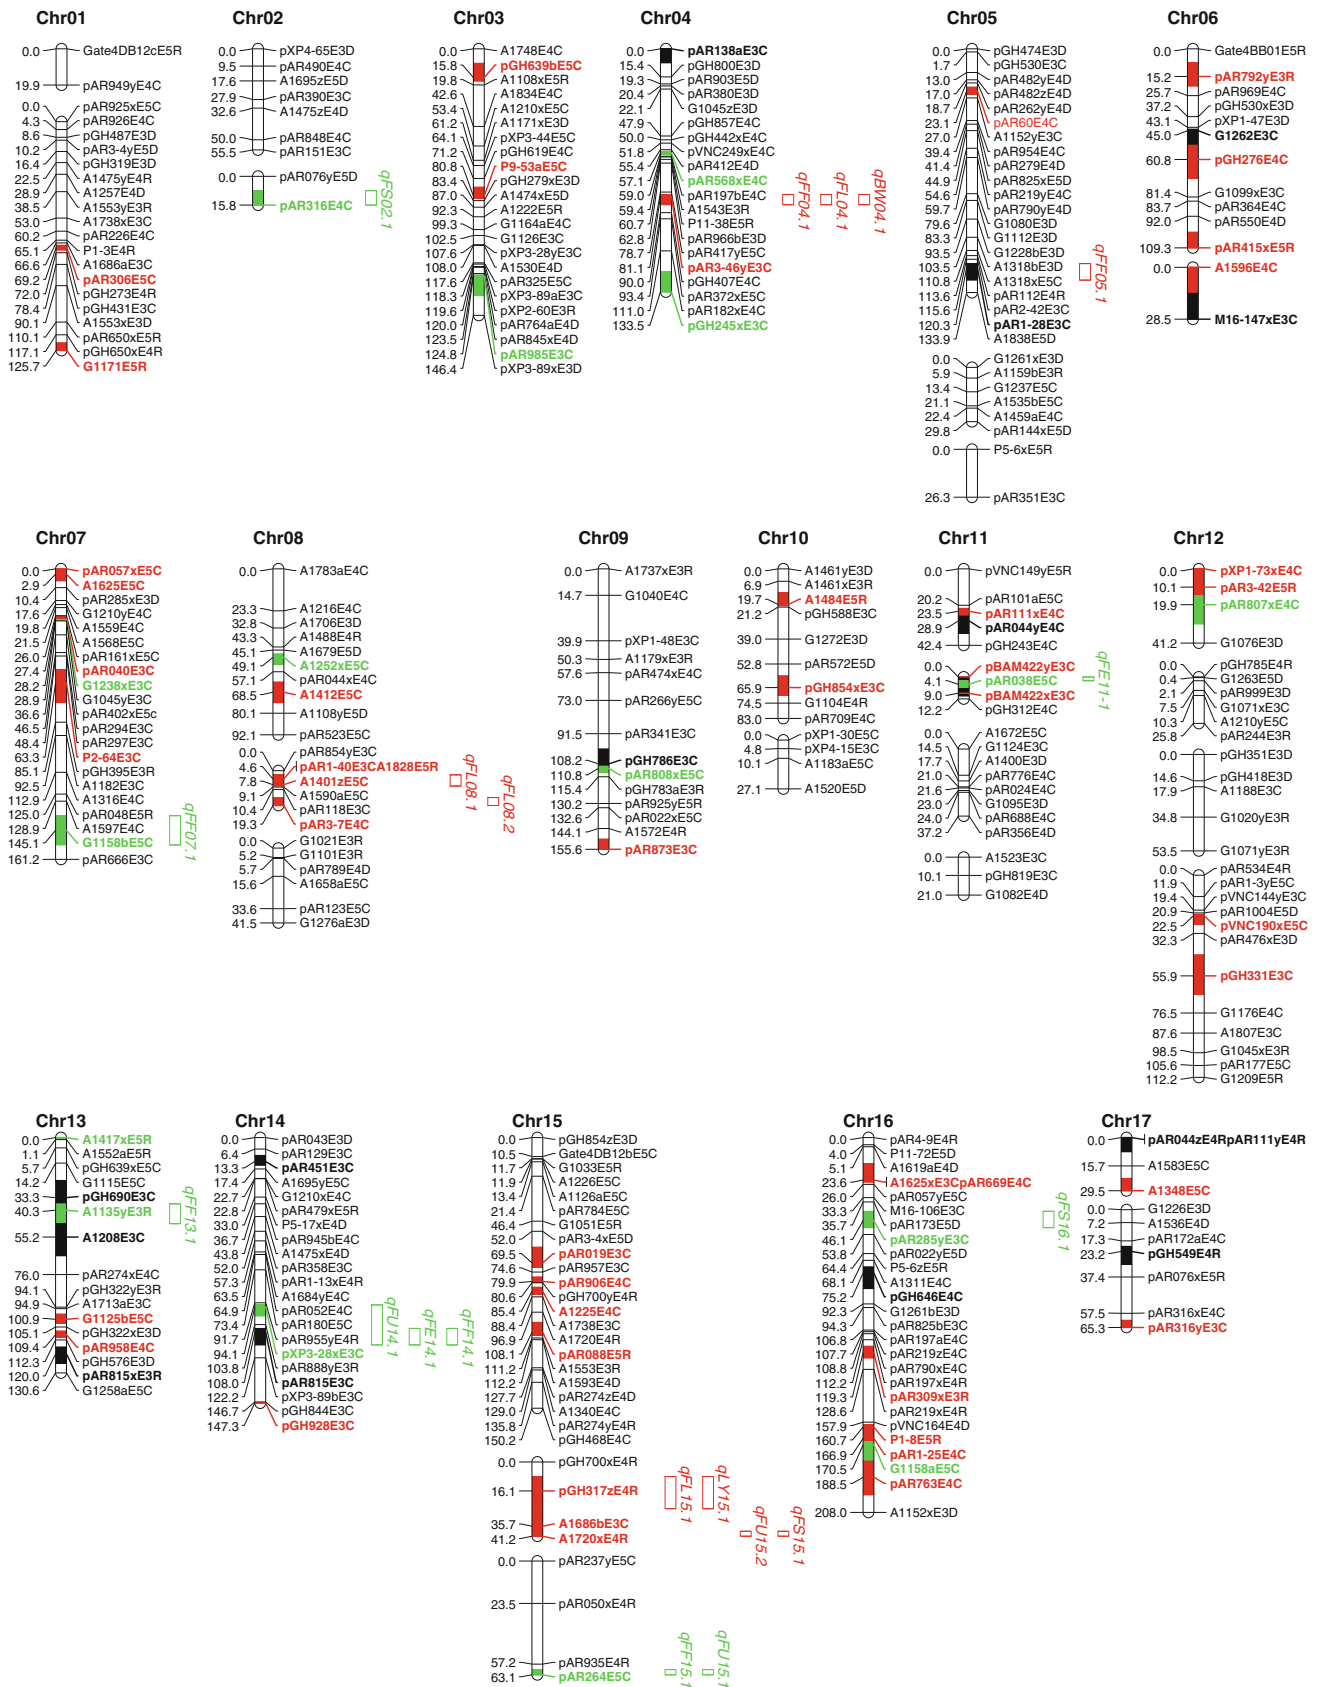 Chr01
0.0 Gate4DB12cE5R
19.9 pAR949yE4C
0.0 pAR925xE5C
4.3 pAR926E4C
8.6 pGH487E3D
10.2 pAR3-4yE5D
16.4 pGH319E3D
22.5 A1475yE4R
28.9 A1257E4D
38.5 A1553yE3R
53.0 A1738xE3C
60.2 pAR226E4C
65.1 P1-3E4R
66.6 A1686aE3C
69.2 pAR306E5C
72.0 pGH273E4R
78.4 pGH431E3C
90.1 A1553xE3D
110.1 pAR650xE5R
117.1 pGH650xE4R
125.7 G1171E5R
Chr02
0.0 pXP4-65E3D
9.5 pAR490E4C
17.6 A1695zE5D
27.9 pAR390E3C
32.6 A1475zE4D
50.0 pAR848E4C
55.5 pAR151E3C
0.0 pAR076yE5D
15.8 pAR316E4C
qFS02.1
Chr03
0.0 A1748E4C
15.8 pGH639bE5C
19.8 A1108xE5R
42.6 A1834E4C
53.4 A1210xE5C
61.2 A1171xE3D
64.1 pXP3-44E5C
71.2 pGH619E4C
80.8 P9-53aE5C
83.4 pGH279xE3D
87.0 A1474xE5D
92.3 A1222E5R
99.3 G1164aE4C
102.5 G1126E3C
107.6 pXP3-28yE3C
108.0 A1530E4D
117.6 pAR325E5C
118.3 pXP3-89aE3C
119.6 pXP2-60E3R
120.0 pAR764aE4D
123.5 pAR845xE4D
124.8 pAR985E3C
146.4 pXP3-89xE3D
Chr04
0.0 pAR138aE3C
15.4 pGH800E3D
19.3 pAR903E5D
20.4 pAR380E3D
22.1 G1045zE3D
47.9 pGH857E4C
50.0 pGH442xE4C
51.8 pVNC249xE4C
55.4 pAR412E4D
57.1 pAR568xE4C
59.0 pAR197bE4C
59.4 A1543E3R
60.7 P11-38E5R
62.8 pAR966bE3D
78.7 pAR417yE5C
81.1 pAR3-46yE3C
90.0 pGH407E4C
93.4 pAR372xE5C
111.0 pAR182xE4C
133.5 pGH245xE3C
qFF04.1
qFL04.1
qBW04.1
Chr05
0.0 pGH474E3D
1.7 pGH530E3C
13.0 pAR482yE4D
17.0 pAR482zE4D
18.7 pAR262yE4D
23.1 pAR60E4C
27.0 A1152yE3C
39.4 pAR954E4C
41.4 pAR279E4D
44.9 pAR825xE5D
54.6 pAR219yE4C
59.7 pAR790yE4D
79.6 G1080E3D
83.3 G1112E3D
93.5 G1228bE3D
103.5 A1318bE3D
110.8 A1318xE5C
113.6 pAR112E4R
115.6 pAR2-42E3C
120.3 pAR1-28E3C
133.9 A1838E5D
0.0 G1261xE3D
5.9 A1159bE3R
13.4 G1237E5C
21.1 A1535bE5C
22.4 A1459aE4C
29.8 pAR144xE5D
0.0 P5-6xE5R
26.3 pAR351E3C
qFF05.1
Chr06
0.0 Gate4BB01E5R
15.2 pAR792yE3R
25.7 pAR969E4C
37.2 pGH530xE3D
43.1 pXP1-47E3D
45.0 G1262E3C
60.8 pGH276E4C
81.4 G1099xE3C
83.7 pAR364E4C
92.0 pAR550E4D
109.3 pAR415xE5R
0.0 A1596E4C
28.5 M16-147xE3C
Chr07
0.0 pAR057xE5C
2.9 A1625E5C
10.4 pAR285xE3D
17.6 G1210yE4C
19.8 A1559E4C
21.5 A1568E5C
26.0 pAR161xE5C
27.4 pAR040E3C
28.2 G1238xE3C
28.9 G1045yE3C
36.6 pAR402xE5c
46.5 pAR294E3C
48.4 pAR297E3C
63.3 P2-64E3C
85.1 pGH395E3R
92.5 A1182E3C
112.9 A1316E4C
125.0 pAR048E5R
128.9 A1597E4C
145.1 G1158bE5C
161.2 pAR666E3C
qFF07.1
Chr08
0.0 A1783aE4C
23.3 A1216E4C
32.8 A1706E3D
43.3 A1488E4R
45.1 A1679E5D
49.1 A1252xE5C
57.1 pAR044xE4C
68.5 A1412E5C
80.1 A1108yE5D
92.1 pAR523E5C
0.0 pAR854yE3C
4.6 pAR1-40E3CA1828E5R
7.8 A1401zE5C
9.1 A1590aE5C
10.4 pAR118E3C
19.3 pAR3-7E4C
0.0 G1021E3R
5.2 G1101E3R
5.7 pAR789E4D
15.6 A1658aE5C
33.6 pAR123E5C
41.5 G1276aE3D
qFL08.1
qFL08.2
Chr09
0.0 A1737xE3R
14.7 G1040E4C
39.9 pXP1-48E3C
50.3 A1179xE3R
57.6 pAR474xE4C
73.0 pAR266yE5C
91.5 pAR341E3C
108.2 pGH786E3C
110.8 pAR808xE5C
115.4 pGH783aE3R
130.2 pAR925yE5R
132.6 pAR022xE5C
144.1 A1572E4R
155.6 pAR873E3C
Chr10
0.0 A1461yE3D
6.9 A1461xE3R
19.7 A1484E5R
21.2 pGH588E3C
39.0 G1272E3D
52.8 pAR572E5D
65.9 pGH854xE3C
74.5 G1104E4R
83.0 pAR709E4C
0.0 pXP1-30E5C
4.8 pXP4-15E3C
10.1 A1183aE5C
27.1 A1520E5D
Chr11
0.0 pVNC149yE5R
20.2 pAR101aE5C
23.5 pAR111xE4C
28.9 pAR044yE4C
42.4 pGH243E4C
0.0 pBAM422yE3C
4.1 pAR038E5C
9.0 pBAM422xE3C
12.2 pGH312E4C
0.0 A1672E5C
14.5 G1124E3C
17.7 A1400E3D
21.0 pAR776E4C
21.6 pAR024E4C
23.0 G1095E3D
24.0 pAR688E4C
37.2 pAR356E4D
0.0 A1523E3C
10.1 pGH819E3C
21.0 G1082E4D
qFE11-1
Chr12
0.0 pXP1-73xE4C
10.1 pAR3-42E5R
19.9 pAR807xE4C
41.2 G1076E3D
0.0 pGH785E4R
0.4 G1263E5D
2.1 pAR999E3D
7.5 G1071xE3C
10.3 A1210yE5C
25.8 pAR244E3R
0.0 pGH351E3D
14.6 pGH418E3D
17.9 A1188E3C
34.8 G1020yE3R
53.5 G1071yE3R
0.0 pAR534E4R
11.9 pAR1-3yE5C
19.4 pVNC144yE3C
20.9 pAR1004E5D
22.5 pVNC190xE5C
32.3 pAR476xE3D
55.9 pGH331E3C
76.5 G1176E4C
87.6 A1807E3C
98.5 G1045xE3R
105.6 pAR177E5C
112.2 G1209E5R
Chr13
0.0 A1417xE5R
1.1 A1552aE5R
5.7 pGH639xE5C
14.2 G1115E5C
33.3 pGH690E3C
40.3 A1135yE3R
55.2 A1208E3C
76.0 pAR274xE4C
94.1 pGH322yE3R
94.9 A1713aE3C
100.9 G1125bE5C
105.1 pGH322xE3D
109.4 pAR958E4C
112.3 pGH576E3D
120.0 pAR815xE3R
130.6 G1258aE5C
qFF13.1
Chr14
0.0 pAR043E3D
6.4 pAR129E3C
13.3 pAR451E3C
17.4 A1695yE5C
22.7 G1210xE4C
22.8 pAR479xE5R
33.0 P5-17xE4D
36.7 pAR945bE4C
43.8 A1475xE4D
52.0 pAR358E3C
57.3 pAR1-13xE4R
63.5 A1684yE4C
64.9 pAR052E4C
73.4 pAR180E5C
91.7 pAR955yE4R
94.1 pXP3-28xE3C
103.8 pAR888yE3R
108.0 pAR815E3C
122.2 pXP3-89bE3C
146.7 pGH844E3C
147.3 pGH928E3C
qFU14.1
qFE14.1
qFF14.1
Chr15
0.0 pGH854zE3D
10.5 Gate4DB12bE5C
11.7 G1033E5R
11.9 A1226E5C
13.4 A1126aE5C
21.4 pAR784E5C
46.4 G1051E5R
52.0 pAR3-4xE5D
69.5 pAR019E3C
74.6 pAR957E3C
79.9 pAR906E4C
80.6 pGH700yE4R
85.4 A1225E4C
88.4 A1738E3C
96.9 A1720E4R
108.1 pAR088E5R
111.2 A1553E3R
112.2 A1593E4D
127.7 pAR274zE4D
129.0 A1340E4C
135.8 pAR274yE4R
150.2 pGH468E4C
0.0 pGH700xE4R
16.1 pGH317zE4R
35.7 A1686bE3C
41.2 A1720xE4R
0.0 pAR237yE5C
23.5 pAR050xE4R
57.2 pAR935E4R
63.1 pAR264E5C
qFL15.1
qLY15.1
qFU15.2
qFS15.1
qFF15.1
qFU15.1
Chr16
0.0 pAR4-9E4R
4.0 P11-72E5D
5.1 A1619aE4D
23.6 A1625xE3CpAR669E4C
26.0 pAR057yE5C
33.3 M16-106E3C
35.7 pAR173E5D
46.1 pAR285yE3C
53.8 pAR022yE5D
64.4 P5-6zE5R
68.1 A1311E4C
75.2 pGH646E4C
92.3 G1261bE3D
94.3 pAR825bE3C
106.8 pAR197aE4C
107.7 pAR219zE4C
108.8 pAR790xE4C
112.2 pAR197xE4R
119.3 pAR309xE3R
128.6 pAR219xE4R
157.9 pVNC164E4D
160.7 P1-8E5R
166.9 pAR1-25E4C
170.5 G1158aE5C
188.5 pAR763E4C
208.0 A1152xE3D
qFS16.1
Chr17
0.0 pAR044zE4RpAR111yE4R
15.7 A1583E5C
29.5 A1348E5C
0.0 G1226E3D
7.2 A1536E4D
17.3 pAR172aE4C
23.2 pGH549E4R
37.4 pAR076xE5R
57.5 pAR316xE4C
65.3 pAR316yE3C